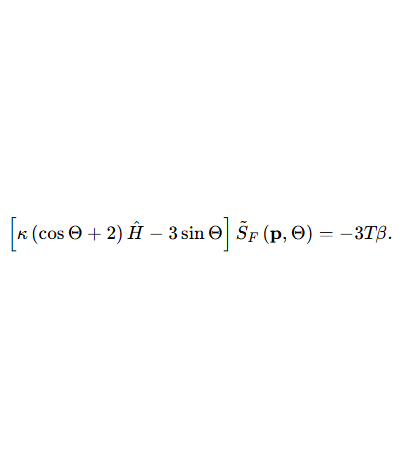 [κ (cos Θ + 2) Ĥ − 3 sin Θ] S̃_F (𝐩, Θ) = −3Tβ.